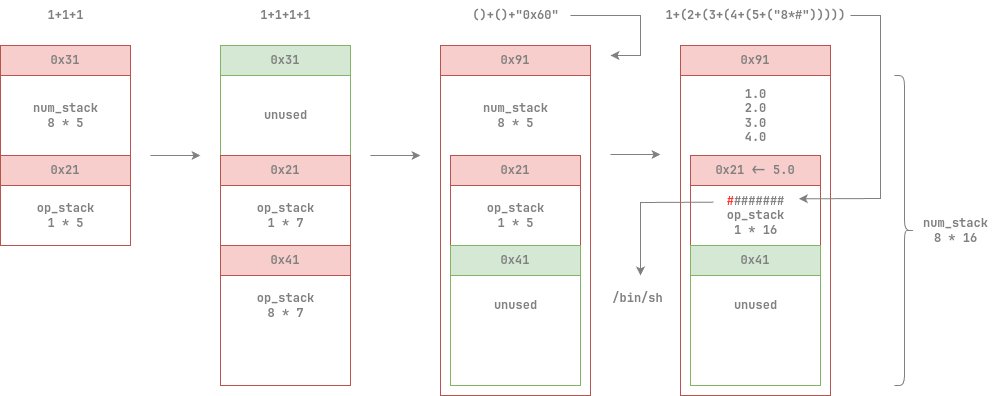 1+1+1
1+1+1+1
()+()+"0x60"
1+(2+(3+(4+(5+("8*#")))))
0x31
num_stack
8 * 5
0x21
op_stack
1 * 5
0x31
unused
0x21
op_stack
1 * 7
0x41
op_stack
8 * 7
0x91
num_stack
8 * 5
0x21
op_stack
1 * 5
0x41
unused
0x91
1.0
2.0
3.0
4.0
0x21 <- 5.0
########
op_stack
1 * 16
0x41
unused
/bin/sh
num_stack
8 * 16